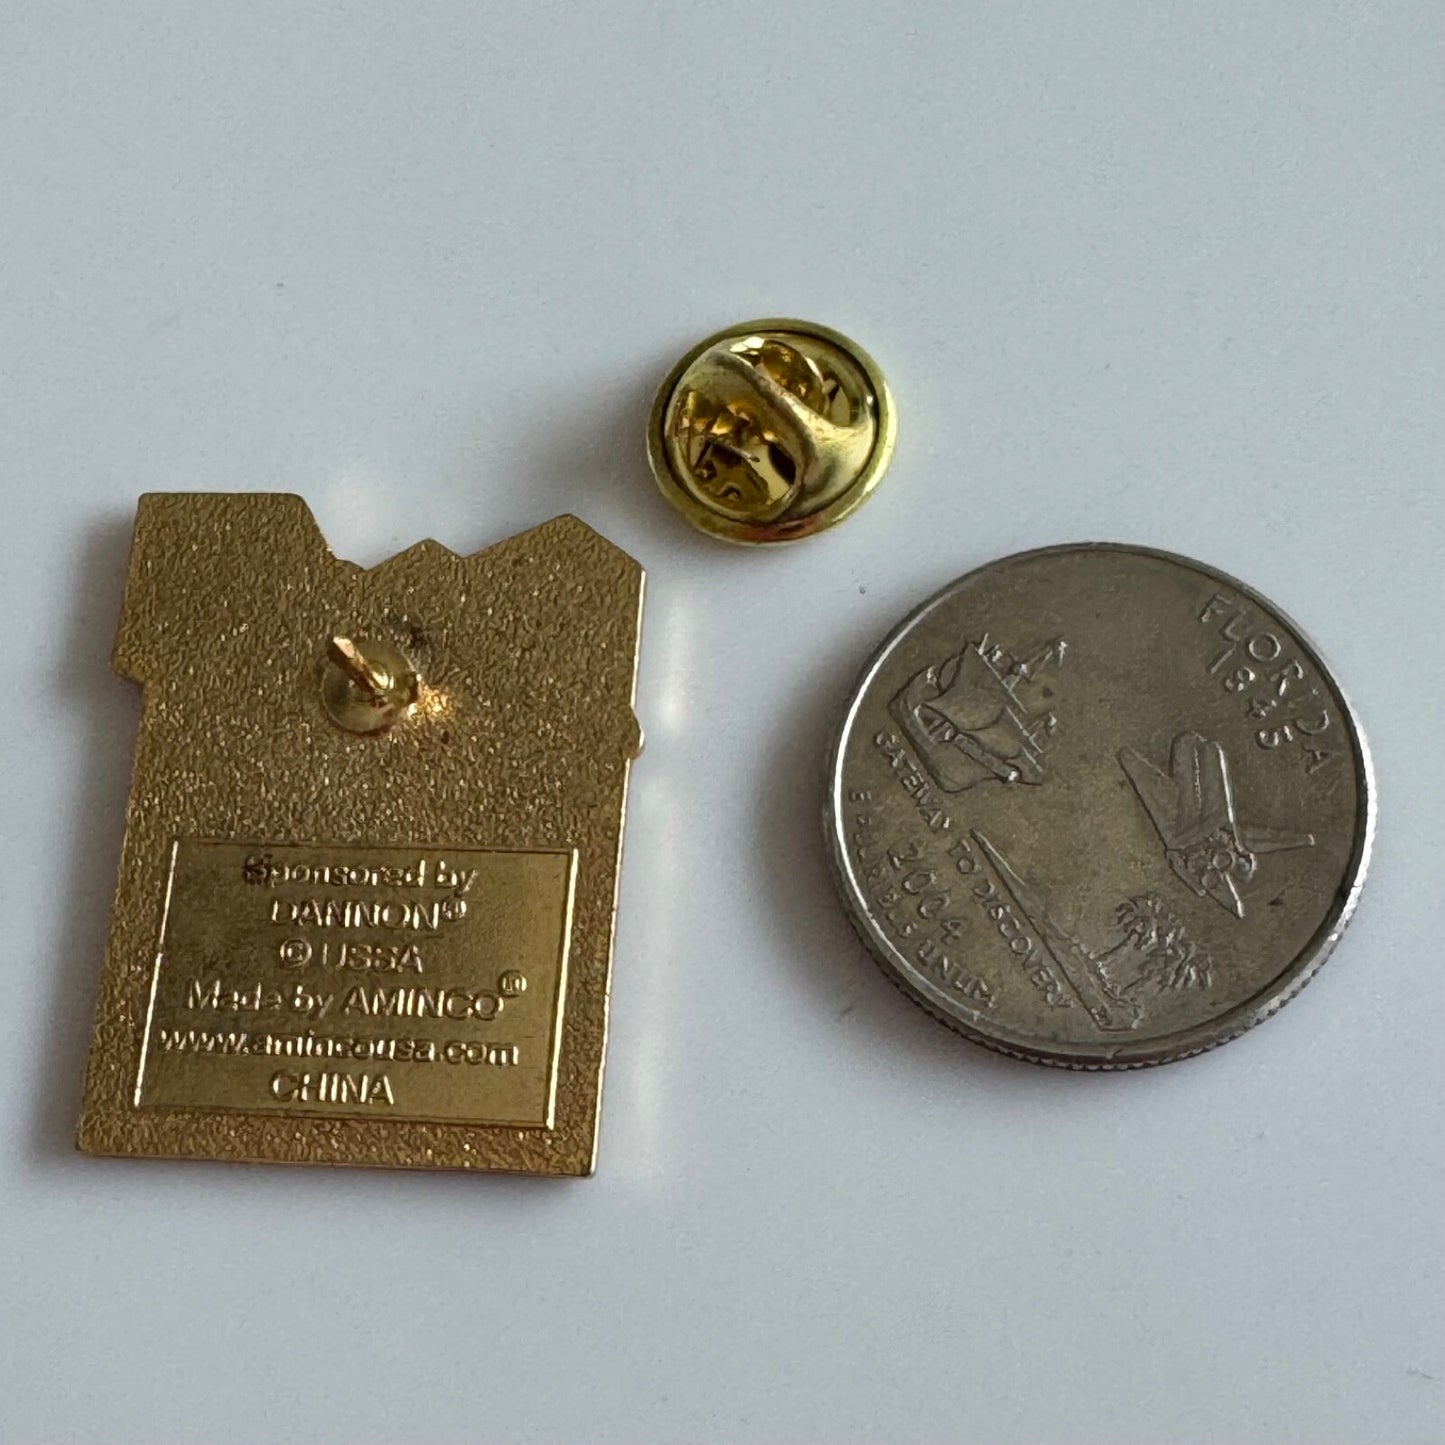 Sponsored by
DANNON®
© USSA
Made by AMINCO®
www.amincousa.com
CHINA
FLORIDA
1845
GATEWAY TO DISCOVERY
2004
E PLURIBUS UNUM